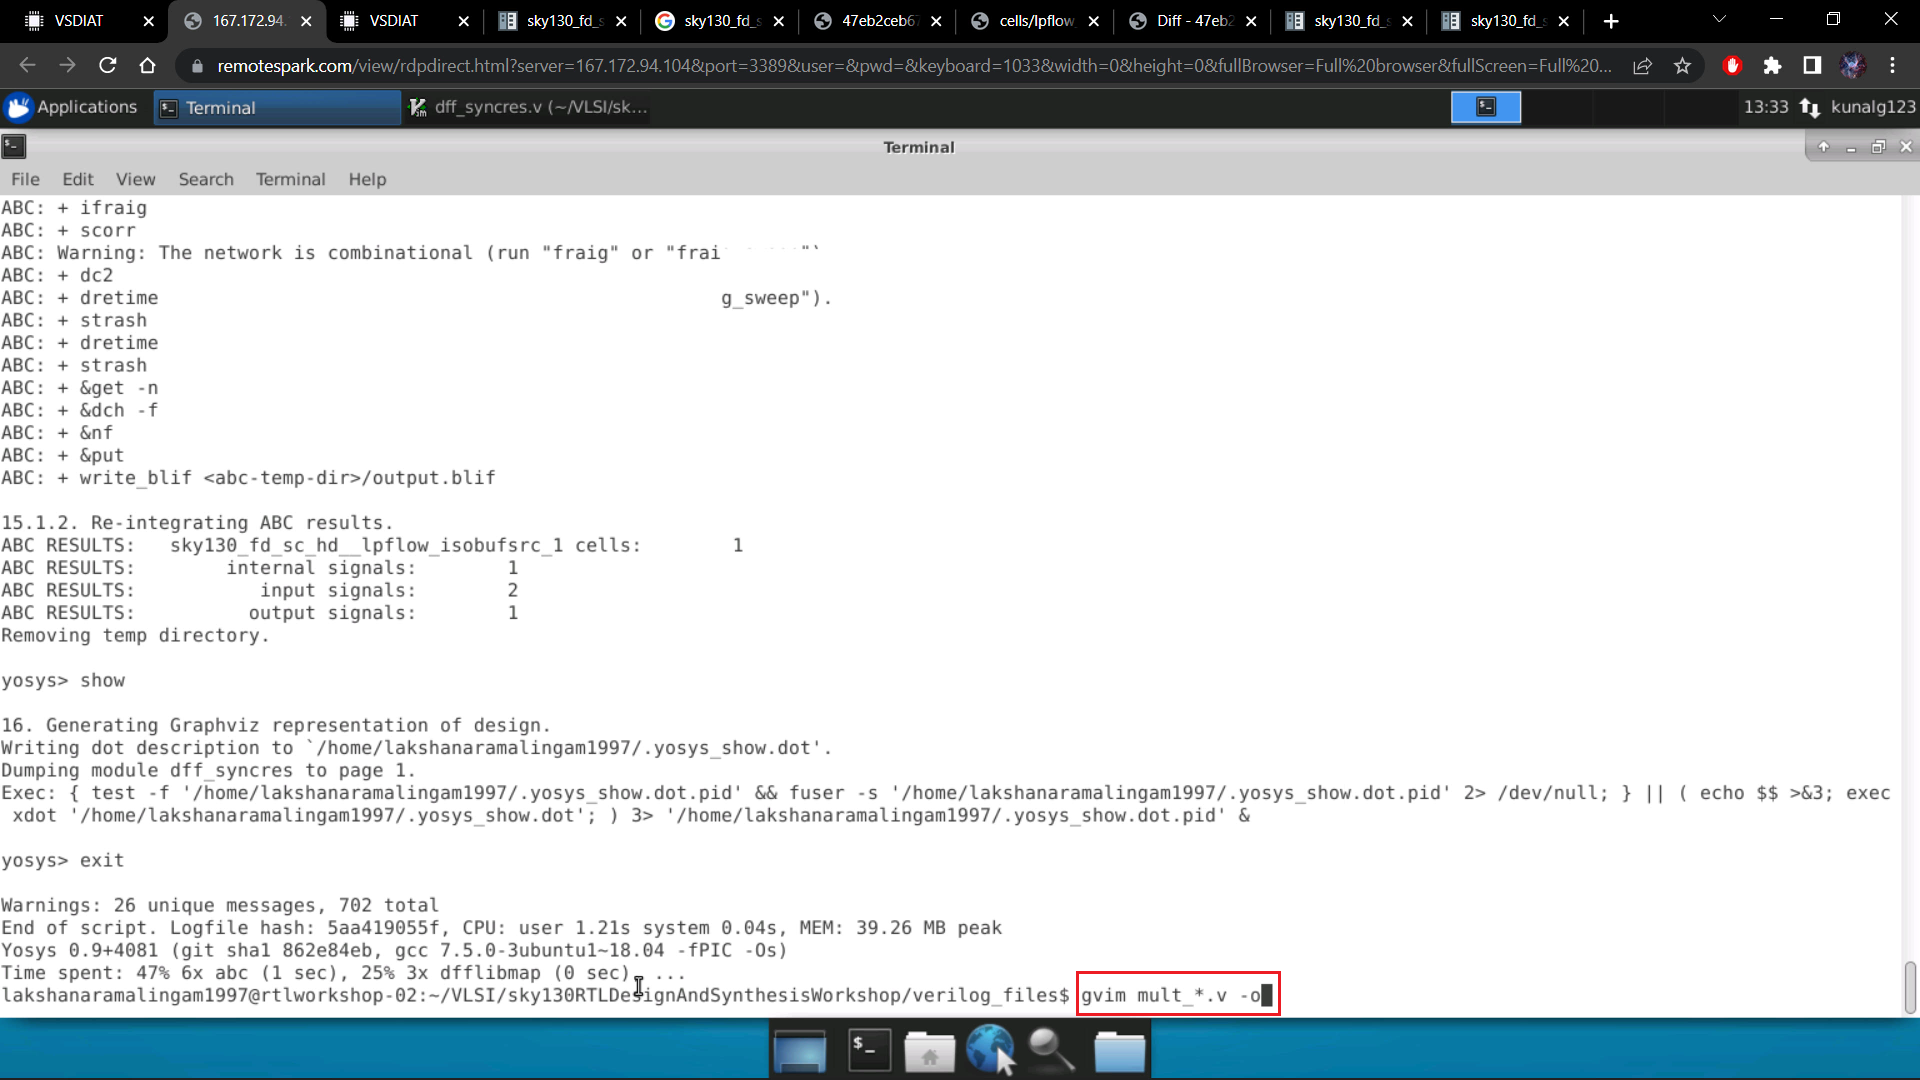 VSDIAT
167.172.94.
VSDIAT
sky130_fd_s
sky130_fd_s
47eb2ceb67
cells/lpflow
Diff - 47eb2
sky130_fd_s
sky130_fd_s
remotespark.com/view/rdpdirect.html?server=167.172.94.104&port=3389&user=&pwd=&keyboard=1033&width=0&height=0&fullBrowser=Full%20browser&fullScreen=Full%20...
Applications
Terminal
dff_syncres.v (~/VLSI/sk...
13:33
kunalg123
Terminal
File Edit View Search Terminal Help
ABC: + ifraig
ABC: + scorr
ABC: Warning: The network is combinational (run "fraig" or "frai
ABC: + dc2
ABC: + dretime g_sweep").
ABC: + strash
ABC: + dretime
ABC: + strash
ABC: + &get -n
ABC: + &dch -f
ABC: + &nf
ABC: + &put
ABC: + write_blif <abc-temp-dir>/output.blif
15.1.2. Re-integrating ABC results.
ABC RESULTS: sky130_fd_sc_hd__lpflow_isobufsrc_1 cells: 1
ABC RESULTS: internal signals: 1
ABC RESULTS: input signals: 2
ABC RESULTS: output signals: 1
Removing temp directory.
yosys> show
16. Generating Graphviz representation of design.
Writing dot description to `/home/lakshanaramalingam1997/.yosys_show.dot'.
Dumping module dff_syncres to page 1.
Exec: { test -f '/home/lakshanaramalingam1997/.yosys_show.dot.pid' && fuser -s '/home/lakshanaramalingam1997/.yosys_show.dot.pid' 2> /dev/null; } || ( echo $$ >&3; exec
xdot '/home/lakshanaramalingam1997/.yosys_show.dot'; ) 3> '/home/lakshanaramalingam1997/.yosys_show.dot.pid' &
yosys> exit
Warnings: 26 unique messages, 702 total
End of script. Logfile hash: 5aa419055f, CPU: user 1.21s system 0.04s, MEM: 39.26 MB peak
Yosys 0.9+4081 (git sha1 862e84eb, gcc 7.5.0-3ubuntu1~18.04 -fPIC -Os)
Time spent: 47% 6x abc (1 sec), 25% 3x dfflibmap (0 sec), ...
lakshanaramalingam1997@rtlworkshop-02:~/VLSI/sky130RTLDesignAndSynthesisWorkshop/verilog_files$ gvim mult_*.v -o